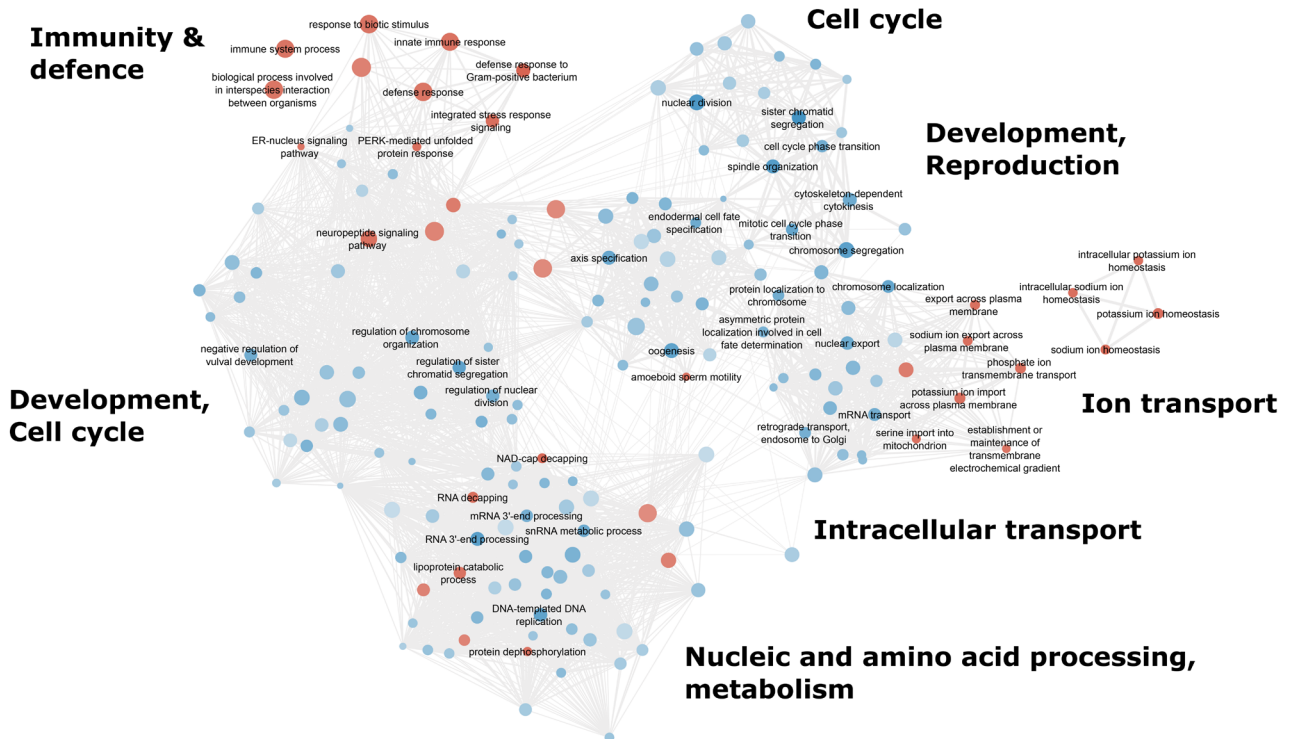 Cell cycle
Immunity &
defence
response to biotic stimulus
immune system process
innate immune response
defense response to
Gram-positive bacterium
biological process involved
in interspecies interaction
between organisms
defense response
integrated stress response
signaling
ER-nucleus signaling
pathway
PERK-mediated unfolded
protein response
nuclear division
sister chromatid
segregation
cell cycle phase transition
spindle organization
Development,
Reproduction
cytoskeleton-dependent
cytokinesis
endodermal cell fate
specification
mitotic cell cycle phase
transition
neuropeptide signaling
pathway
axis specification
chromosome segregation
intracellular potassium ion
homeostasis
protein localization to
chromosome
chromosome localization
intracellular sodium ion
homeostasis
export across plasma
membrane
potassium ion homeostasis
regulation of chromosome
organization
asymmetric protein
localization involved in cell
fate determination
nuclear export
sodium ion export across
plasma membrane
sodium ion homeostasis
negative regulation of
vulval development
regulation of sister
chromatid segregation
oogenesis
amoeboid sperm motility
phosphate ion
transmembrane transport
regulation of nuclear
division
potassium ion import
across plasma membrane
Development,
Cell cycle
Ion transport
mRNA transport
retrograde transport,
endosome to Golgi
serine import into
mitochondrion
establishment or
maintenance of
transmembrane
electrochemical gradient
NAD-cap decapping
RNA decapping
mRNA 3'-end processing
snRNA metabolic process
RNA 3'-end processing
Intracellular transport
lipoprotein catabolic
process
DNA-templated DNA
replication
protein dephosphorylation
Nucleic and amino acid processing,
metabolism